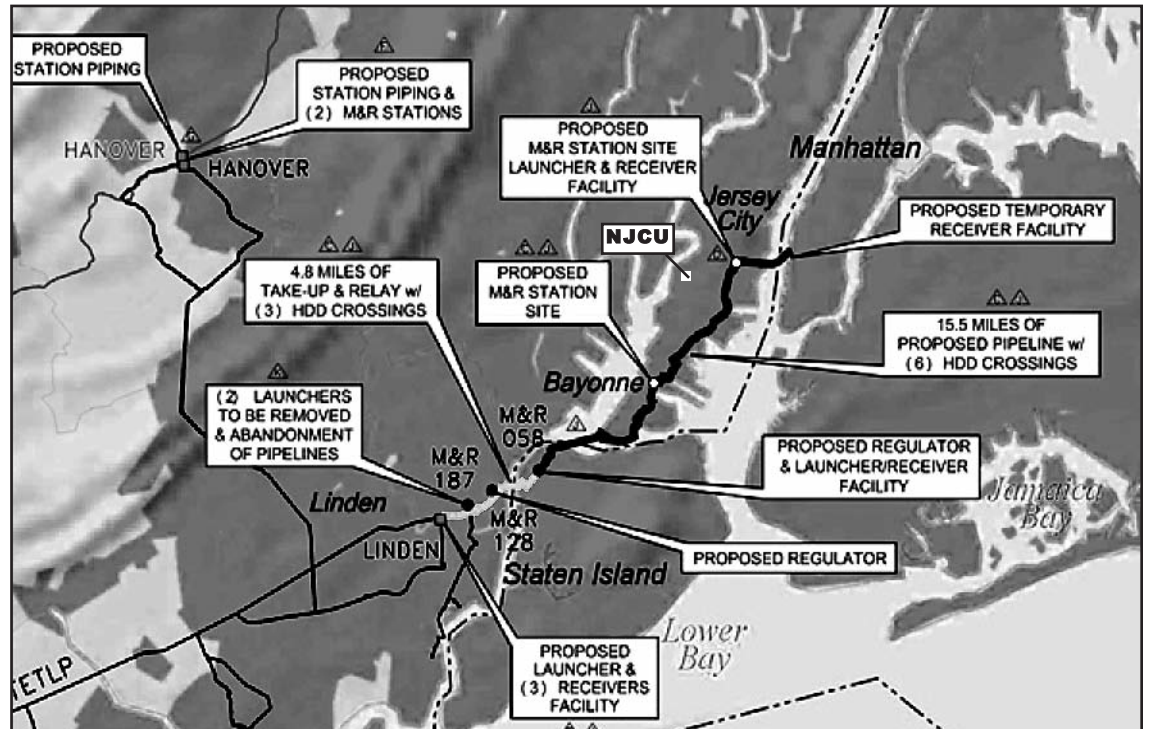 PROPOSED
STATION PIPING
PROPOSED
STATION PIPING &
(2) M&R STATIONS
HANOVER
HANOVER
PROPOSED
M&R STATION SITE
LAUNCHER & RECEIVER
FACILITY
Manhattan
Jersey
City
PROPOSED TEMPORARY
RECEIVER FACILITY
NJCU
4.8 MILES OF
TAKE-UP & RELAY w/
(3) HDD CROSSINGS
PROPOSED
M&R STATION
SITE
15.5 MILES OF
PROPOSED PIPELINE w/
(6) HDD CROSSINGS
Bayonne
(2) LAUNCHERS
TO BE REMOVED
& ABANDONMENT
OF PIPELINES
M&R
058
M&R
187
PROPOSED REGULATOR
& LAUNCHER/RECEIVER
FACILITY
Jamaica
Bay
Linden
LINDEN
M&R
128
PROPOSED REGULATOR
Staten Island
Lower
Bay
PROPOSED
LAUNCHER &
(3) RECEIVERS
FACILITY
TETLP